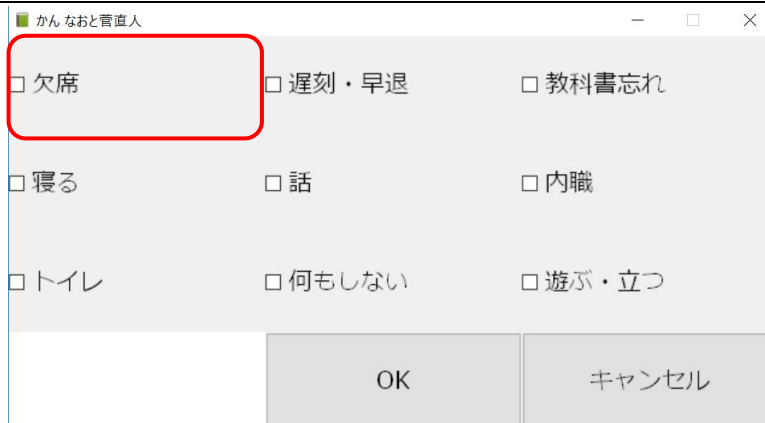 かん なおと菅直人
欠席 遅刻・早退 教科書忘れ
寝る 話 内職
トイレ 何もしない 遊ぶ・立つ
OK キャンセル